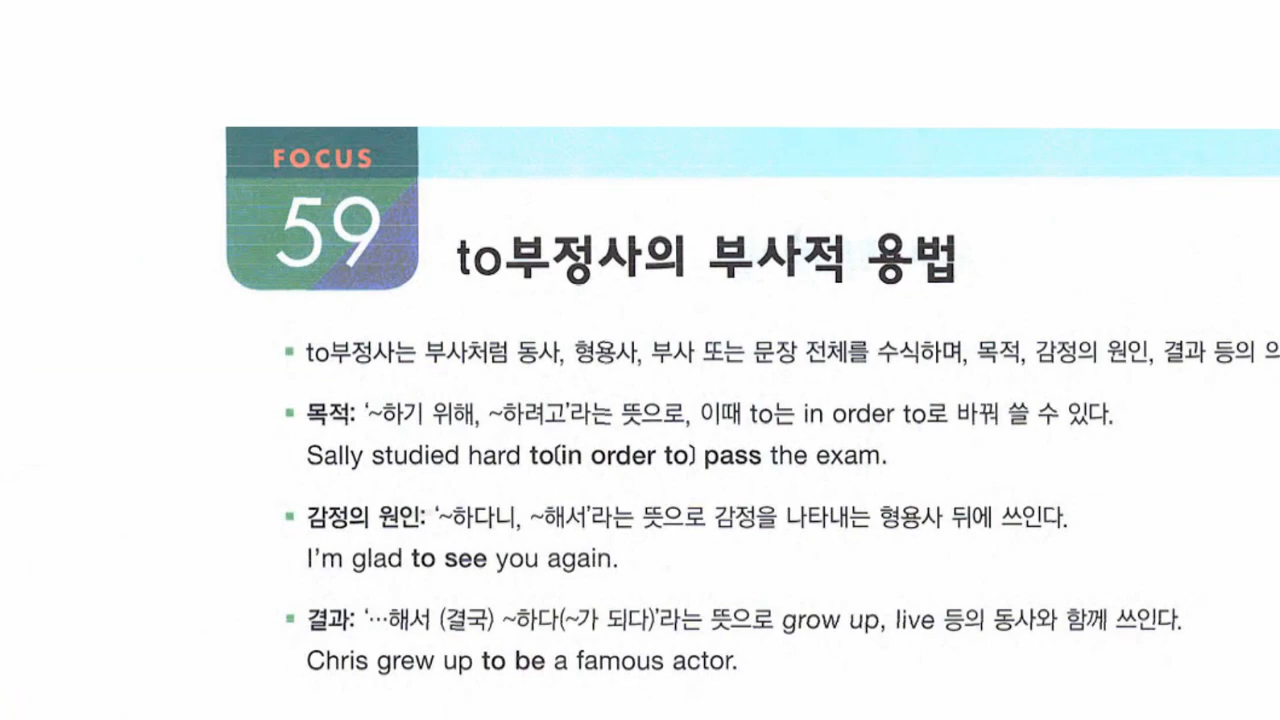 FOCUS
59
to부정사의 부사적 용법
▪ to부정사는 부사처럼 동사, 형용사, 부사 또는 문장 전체를 수식하며, 목적, 감정의 원인, 결과 등의
▪ 목적: ‘~하기 위해, ~하려고’라는 뜻으로, 이때 to는 in order to로 바꿔 쓸 수 있다.
Sally studied hard to[in order to] pass the exam.
▪ 감정의 원인: ‘~하다니, ~해서’라는 뜻으로 감정을 나타내는 형용사 뒤에 쓰인다.
I’m glad to see you again.
▪ 결과: ‘…해서 (결국) ~하다(~가 되다)’라는 뜻으로 grow up, live 등의 동사와 함께 쓰인다.
Chris grew up to be a famous actor.